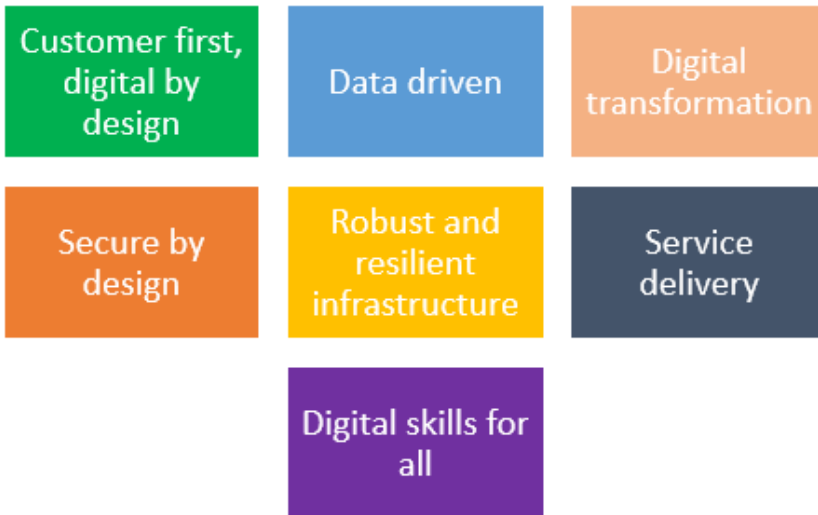 Customer first,
digital by
design
Data driven
Digital
transformation
Secure by
design
Robust and
resilient
infrastructure
Service
delivery
Digital skills for
all